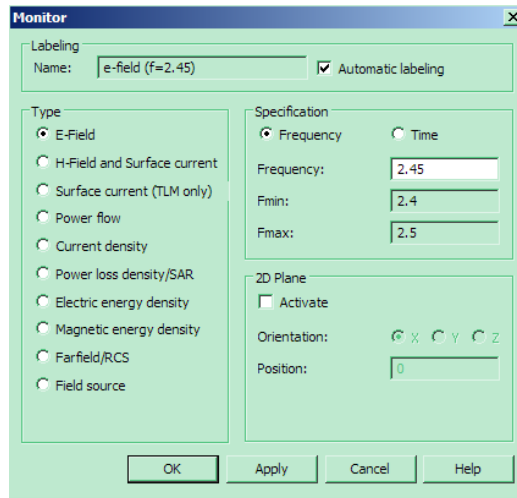 Monitor
Labeling
Name: e-field (f=2.45) Automatic labeling
Type
E-Field
H-Field and Surface current
Surface current (TLM only)
Power flow
Current density
Power loss density/SAR
Electric energy density
Magnetic energy density
Farfield/RCS
Field source
Specification
Frequency Time
Frequency: 2.45
Fmin: 2.4
Fmax: 2.5
2D Plane
Activate
Orientation: X Y Z
Position: 0
OK Apply Cancel Help